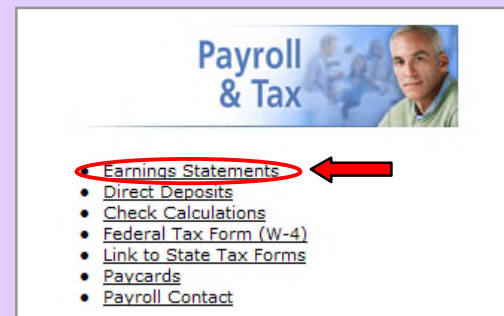 Payroll
& Tax
• Earnings Statements
• Direct Deposits
• Check Calculations
• Federal Tax Form (W-4)
• Link to State Tax Forms
• Paycards
• Payroll Contact